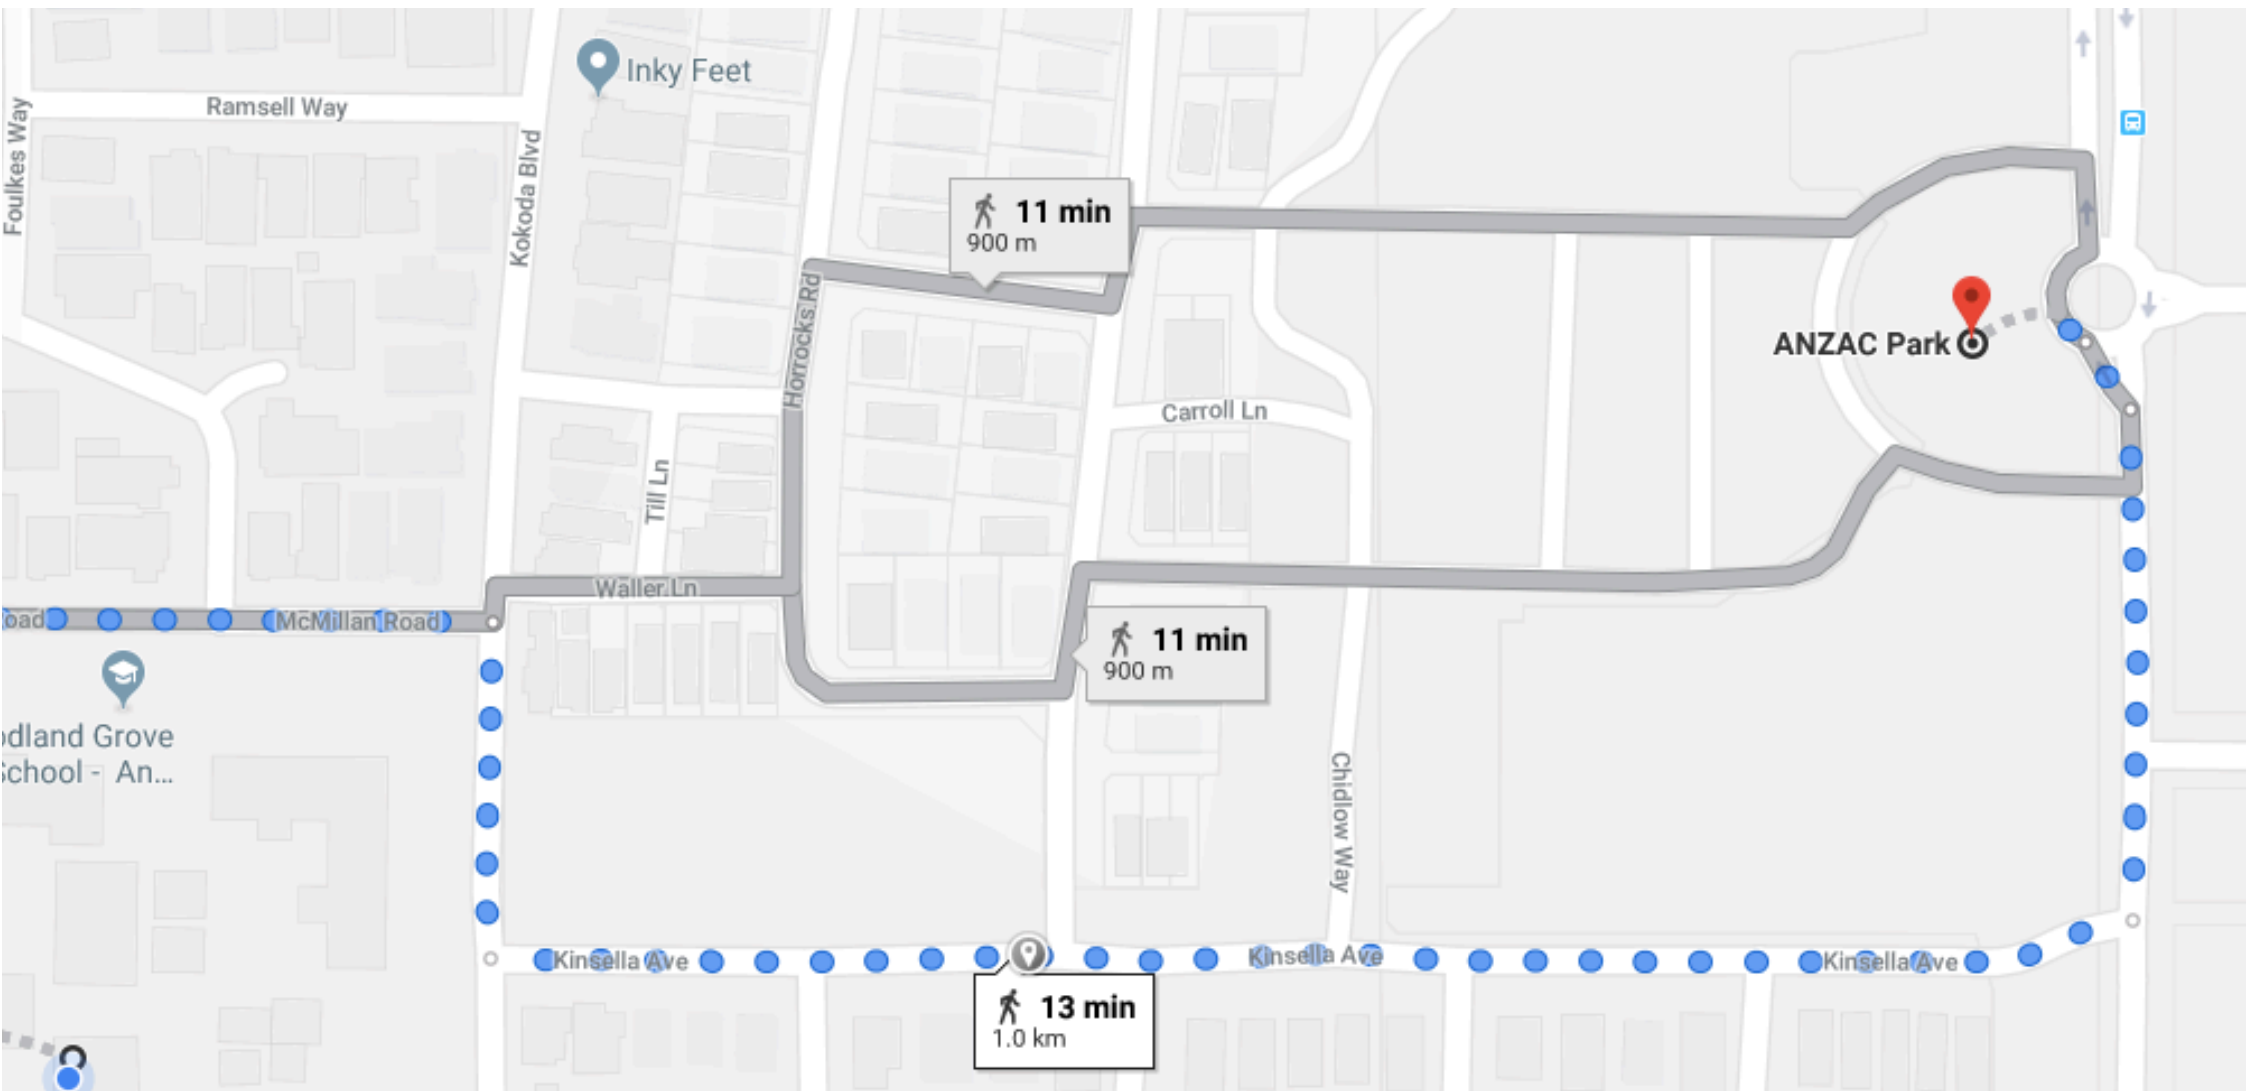 Inky Feet
Ramsell Way
Foulkes Way
Kokoda Blvd
11 min
900 m
Horrocks Rd
ANZAC Park
Carroll Ln
Till Ln
Waller Ln
oad
McMillan Road
11 min
900 m
odland Grove
School - An...
Chidlow Way
Kinsella Ave
Kinsella Ave
Kinsella Ave
13 min
1.0 km